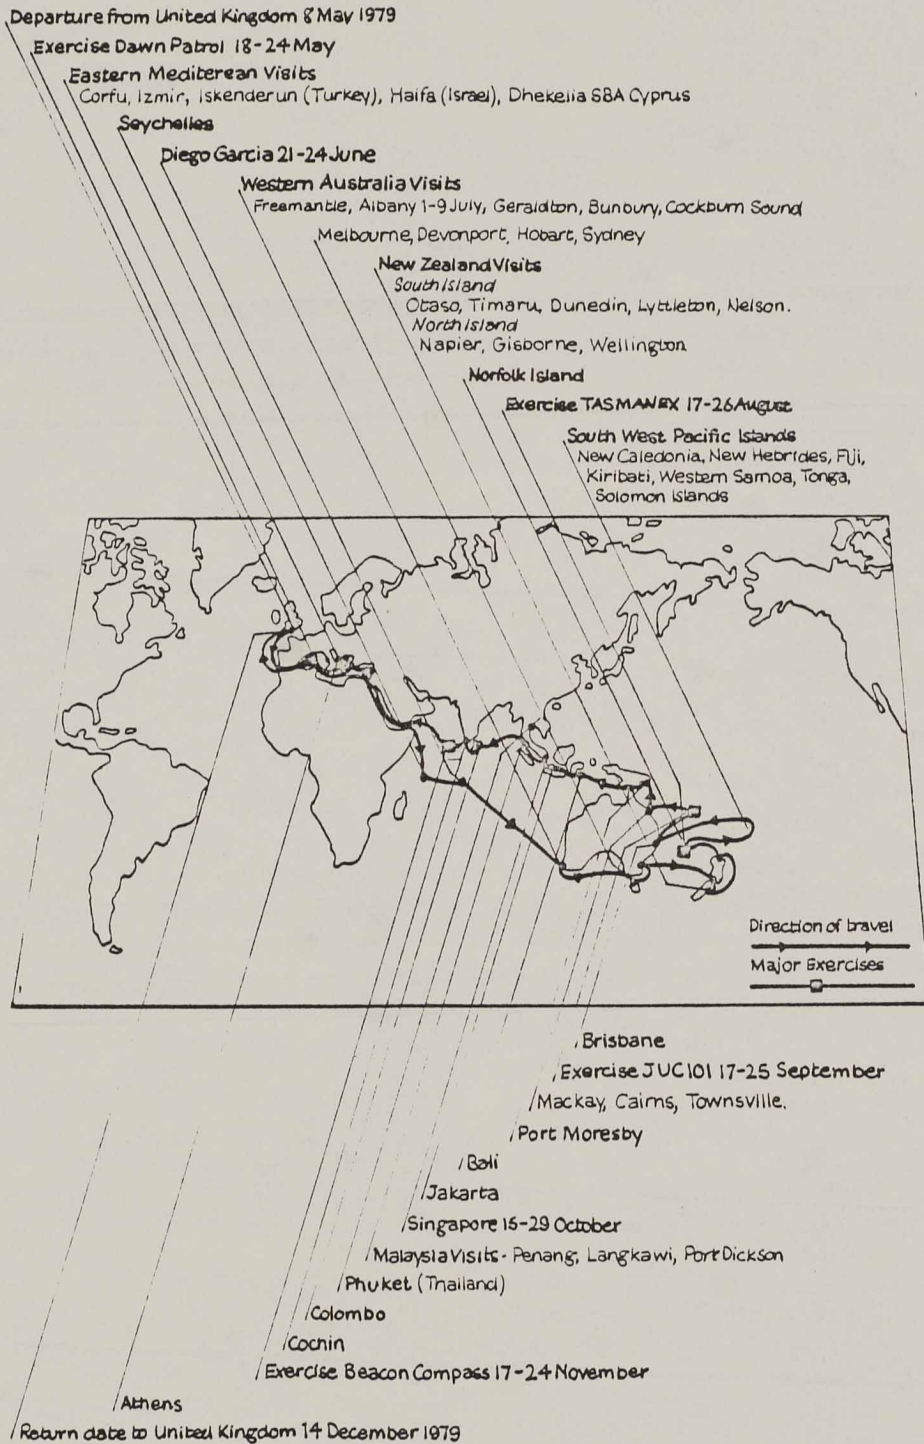 Departure from United Kingdom 8 May 1979
Exercise Dawn Patrol 18-24 May
Eastern Mediterean Visits
Corfu, Izmir, Iskenderun (Turkey), Haifa (Israel), Dhekelia SBA Cyprus
Seychelles
Diego Garcia 21-24 June
Western Australia Visits
Freemantle, Albany 1-9 July, Geraldton, Bunbury, Cockburn Sound
Melbourne, Devonport, Hobart, Sydney
New Zealand Visits
South Island
Otaso, Timaru, Dunedin, Lyttleton, Nelson.
North Island
Napier, Gisborne, Wellington
Norfolk Island
Exercise TASMANEX 17-26 August
South West Pacific Islands
New Caledonia, New Hebrides, Fiji,
Kiribati, Western Samoa, Tonga,
Solomon Islands
Direction of travel
Major Exercises
Brisbane
Exercise JUC 101 17-25 September
Mackay, Cairns, Townsville.
Port Moresby
Bali
Jakarta
Singapore 15-29 October
Malaysia Visits - Penang, Langkawi, Port Dickson
Phuket (Thailand)
Colombo
Cochin
Exercise Beacon Compass 17-24 November
Athens
Return date to United Kingdom 14 December 1979